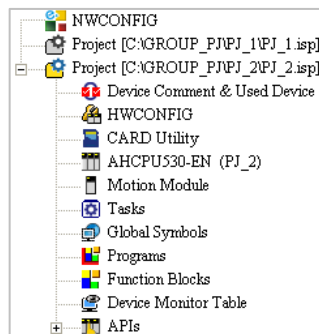 NWCONFIG
Project [C:\GROUP_PJ\PJ_1\PJ_1.isp]
Project [C:\GROUP_PJ\PJ_2\PJ_2.isp]
Device Comment & Used Device
HWCONFIG
CARD Utility
AHCPU530-EN (PJ_2)
Motion Module
Tasks
Global Symbols
Programs
Function Blocks
Device Monitor Table
APIs